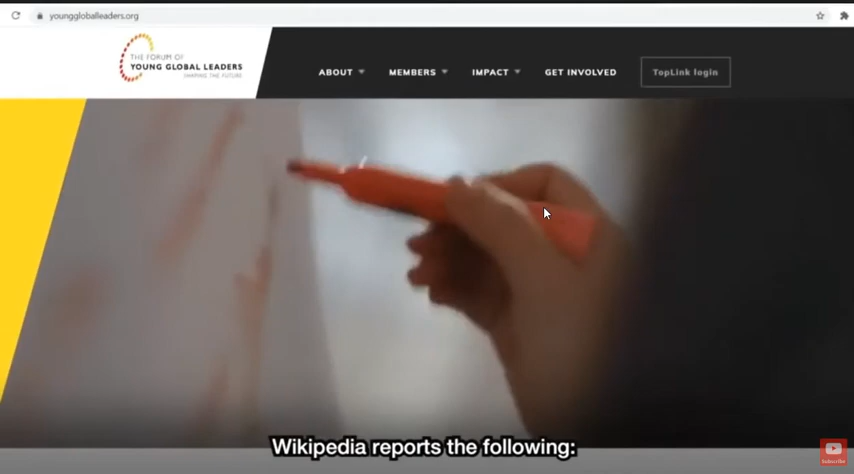 younggloballeaders.org
THE FORUM OF
YOUNG GLOBAL LEADERS
SHAPING THE FUTURE
ABOUT
MEMBERS
IMPACT
GET INVOLVED
TopLink login
Wikipedia reports the following:
Subscribe